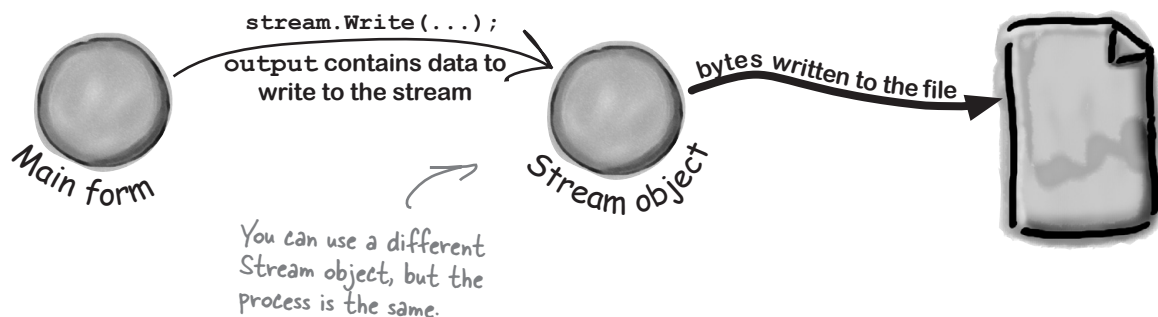 stream.Write(...);
output contains data to
write to the stream
bytes written to the file
Main form
Stream object
You can use a different
Stream object, but the
process is the same.